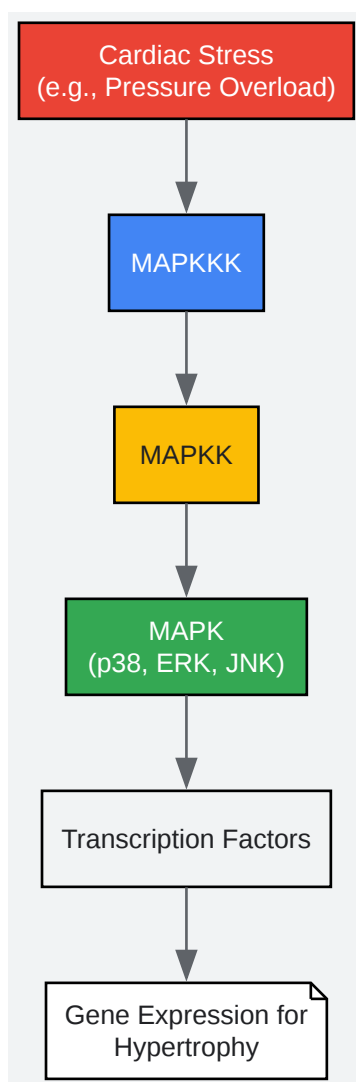 Cardiac Stress
(e.g., Pressure Overload)
MAPKKK
MAPKK
MAPK
(p38, ERK, JNK)
Transcription Factors
Gene Expression for
Hypertrophy